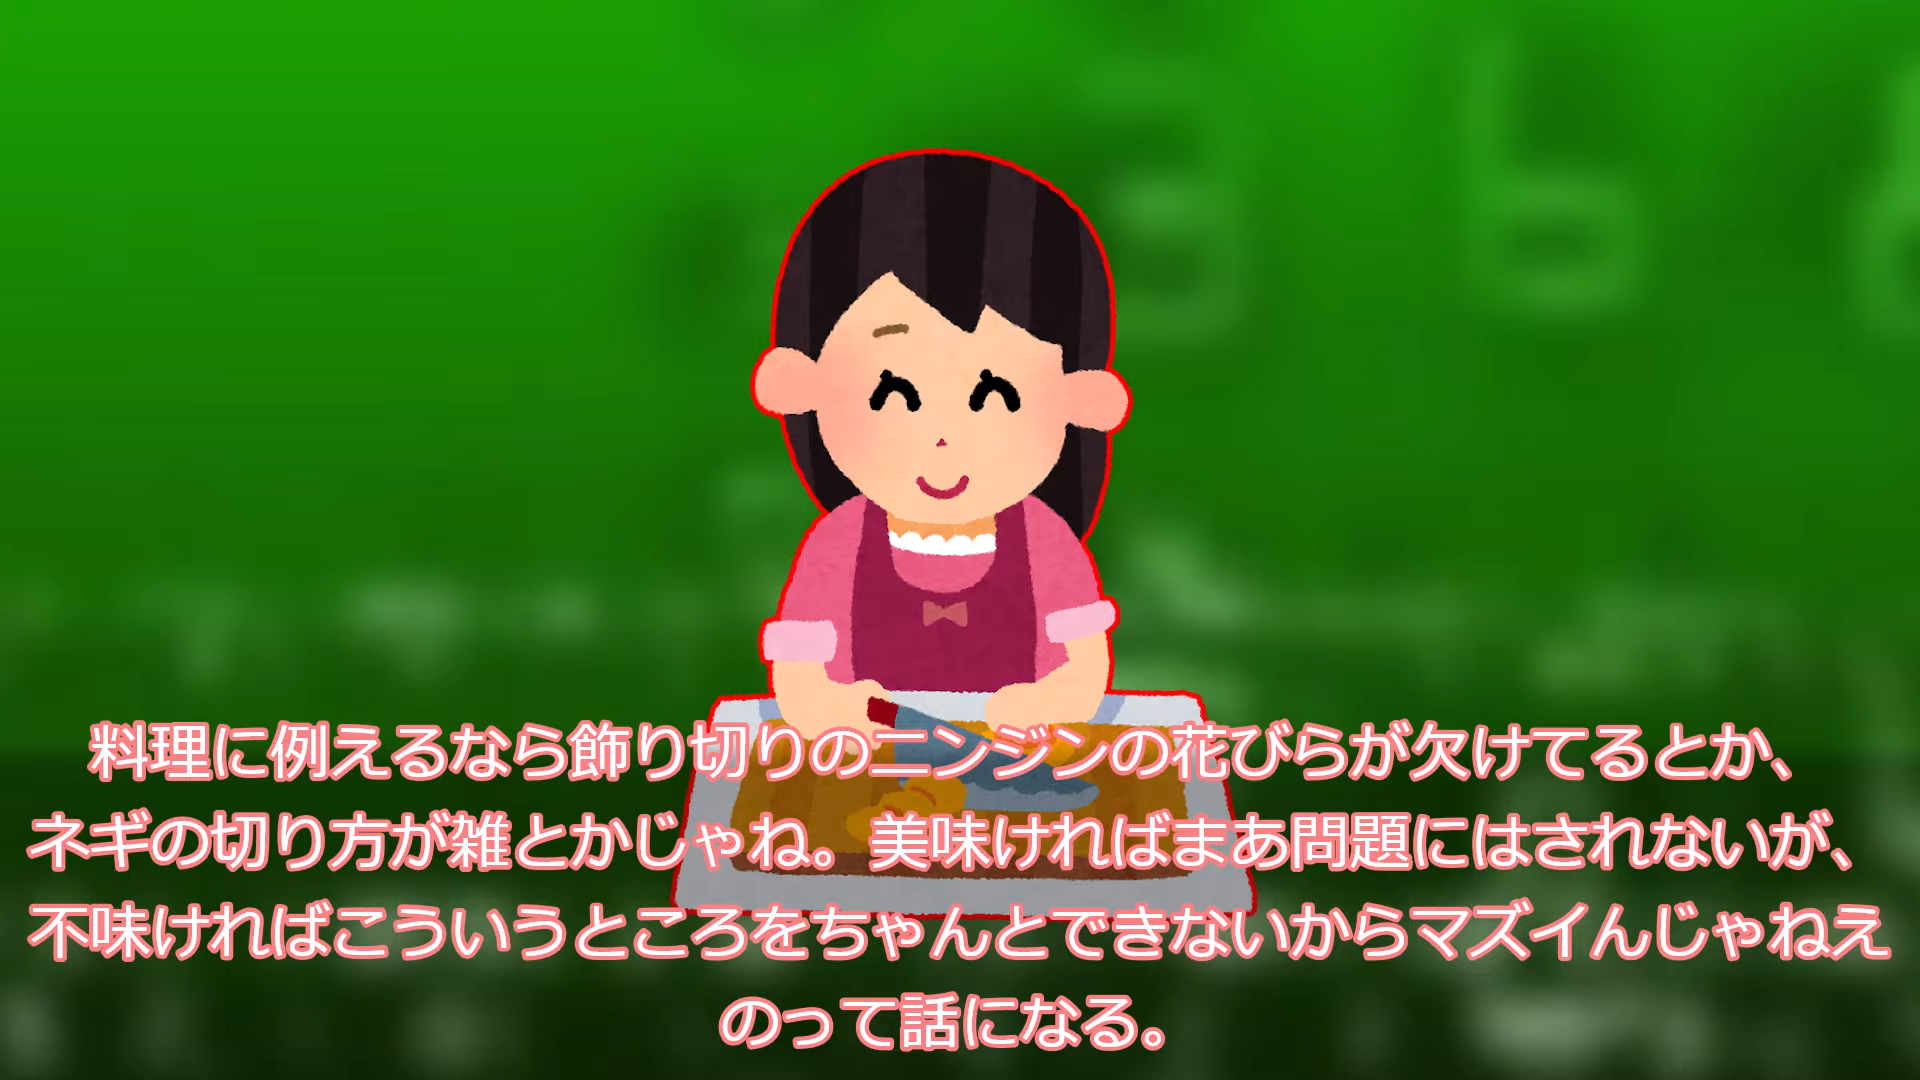 料理に例えるなら飾り切りのニンジンの花びらが欠けてるとか、
ネギの切り方が雑とかじゃね。美味ければまあ問題にはされないが、
不味ければこういうところをちゃんとできないからマズイんじゃねえ
のって話になる。